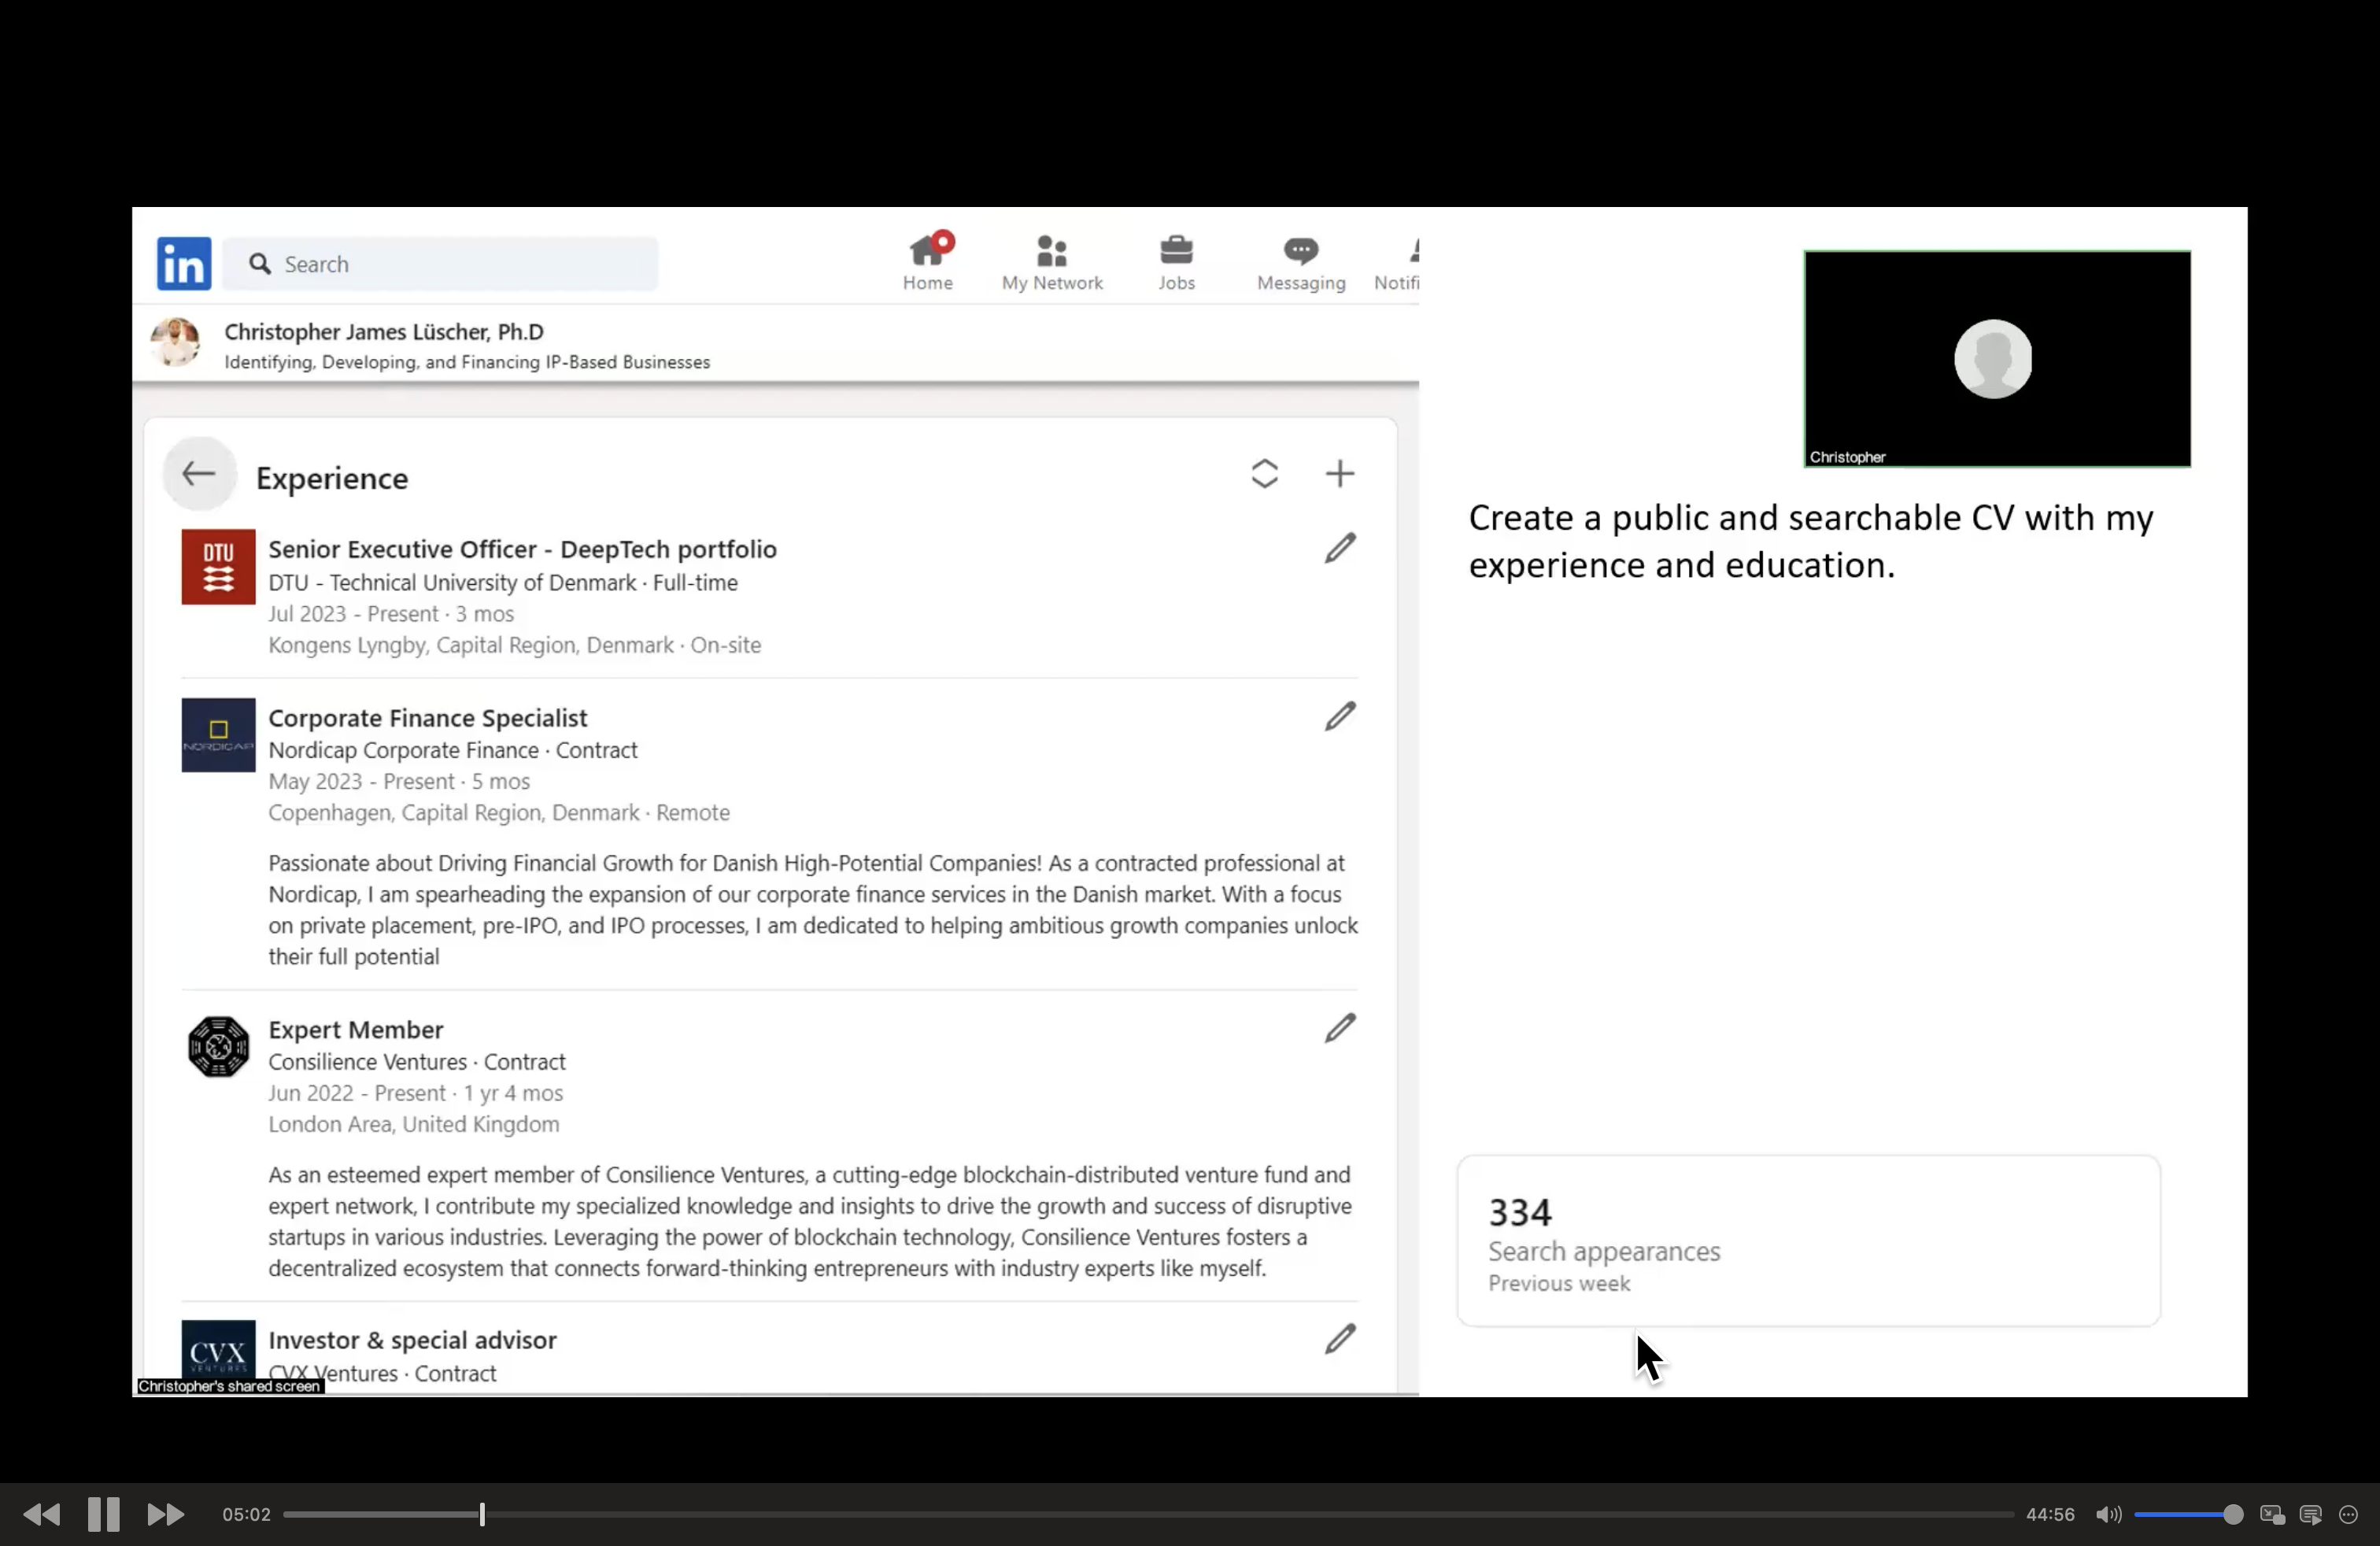 in
Search
Home
My Network
Jobs
Messaging
Notifi
Christopher James Lüscher, Ph.D
Identifying, Developing, and Financing IP-Based Businesses
Experience
DTU
Senior Executive Officer - DeepTech portfolio
DTU - Technical University of Denmark · Full-time
Jul 2023 - Present · 3 mos
Kongens Lyngby, Capital Region, Denmark · On-site
NORDICAP
Corporate Finance Specialist
Nordicap Corporate Finance · Contract
May 2023 - Present · 5 mos
Copenhagen, Capital Region, Denmark · Remote
Passionate about Driving Financial Growth for Danish High-Potential Companies! As a contracted professional at
Nordicap, I am spearheading the expansion of our corporate finance services in the Danish market. With a focus
on private placement, pre-IPO, and IPO processes, I am dedicated to helping ambitious growth companies unlock
their full potential
Expert Member
Consilience Ventures · Contract
Jun 2022 - Present · 1 yr 4 mos
London Area, United Kingdom
As an esteemed expert member of Consilience Ventures, a cutting-edge blockchain-distributed venture fund and
expert network, I contribute my specialized knowledge and insights to drive the growth and success of disruptive
startups in various industries. Leveraging the power of blockchain technology, Consilience Ventures fosters a
decentralized ecosystem that connects forward-thinking entrepreneurs with industry experts like myself.
CVX
VENTURES
Investor & special advisor
CVX Ventures · Contract
Christopher's shared screen
Christopher
Create a public and searchable CV with my
experience and education.
334
Search appearances
Previous week
05:02
44:56